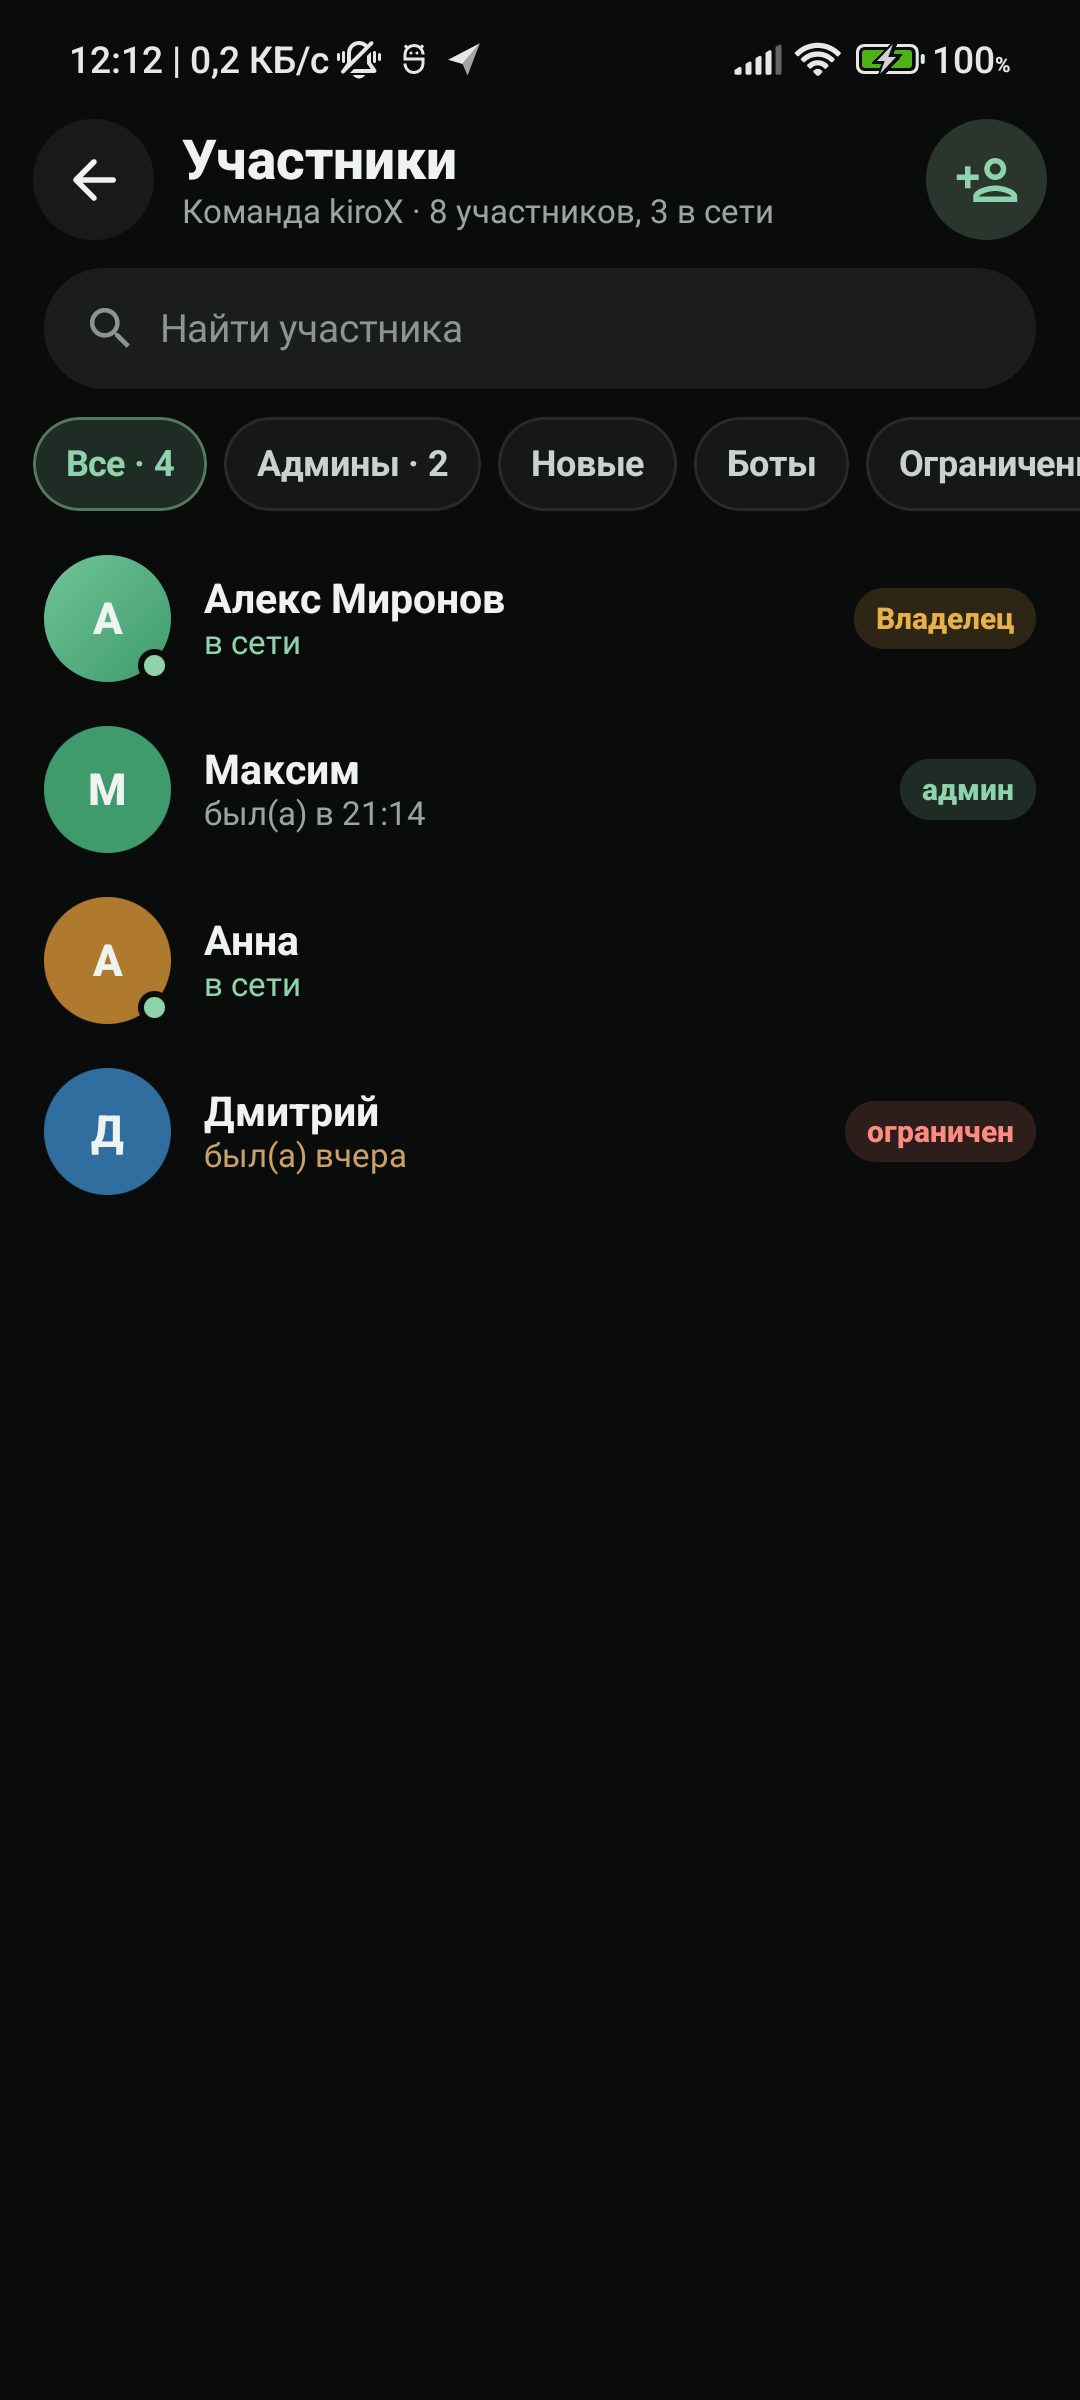 12:12 | 0,2 КБ/с 100%
Участники
Команда kiroX · 8 участников, 3 в сети
Найти участника
Все · 4 Админы · 2 Новые Боты
А Алекс Миронов Владелец
в сети
М Максим админ
был(а) в 21:14
А Анна
в сети
Д Дмитрий ограничен
был(а) вчера